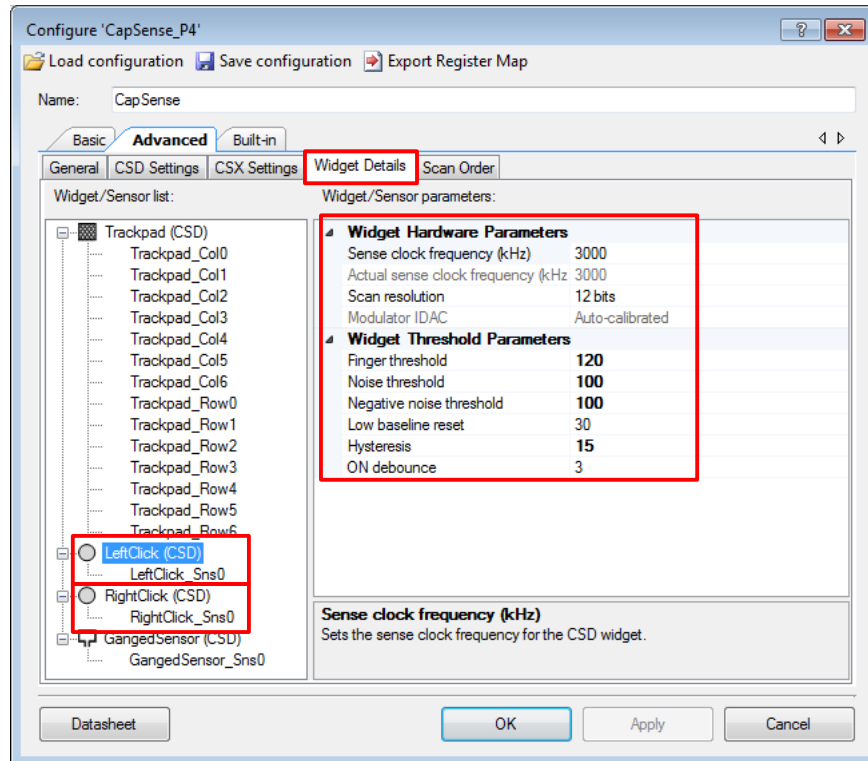 Configure 'CapSense_P4'
Load configuration Save configuration Export Register Map
Name: CapSense
Basic Advanced Built-in
General CSD Settings CSX Settings Widget Details Scan Order
Widget/Sensor list: Widget/Sensor parameters:
Trackpad (CSD)
Trackpad_Col0
Trackpad_Col1
Trackpad_Col2
Trackpad_Col3
Trackpad_Col4
Trackpad_Col5
Trackpad_Col6
Trackpad_Row0
Trackpad_Row1
Trackpad_Row2
Trackpad_Row3
Trackpad_Row4
Trackpad_Row5
Trackpad_Row6
LeftClick (CSD)
LeftClick_Sns0
RightClick (CSD)
RightClick_Sns0
GangedSensor (CSD)
GangedSensor_Sns0
Widget Hardware Parameters
Sense clock frequency (kHz) 3000
Actual sense clock frequency (kHz 3000
Scan resolution 12 bits
Modulator IDAC Auto-calibrated
Widget Threshold Parameters
Finger threshold 120
Noise threshold 100
Negative noise threshold 100
Low baseline reset 30
Hysteresis 15
ON debounce 3
Sense clock frequency (kHz)
Sets the sense clock frequency for the CSD widget.
Datasheet OK Apply Cancel